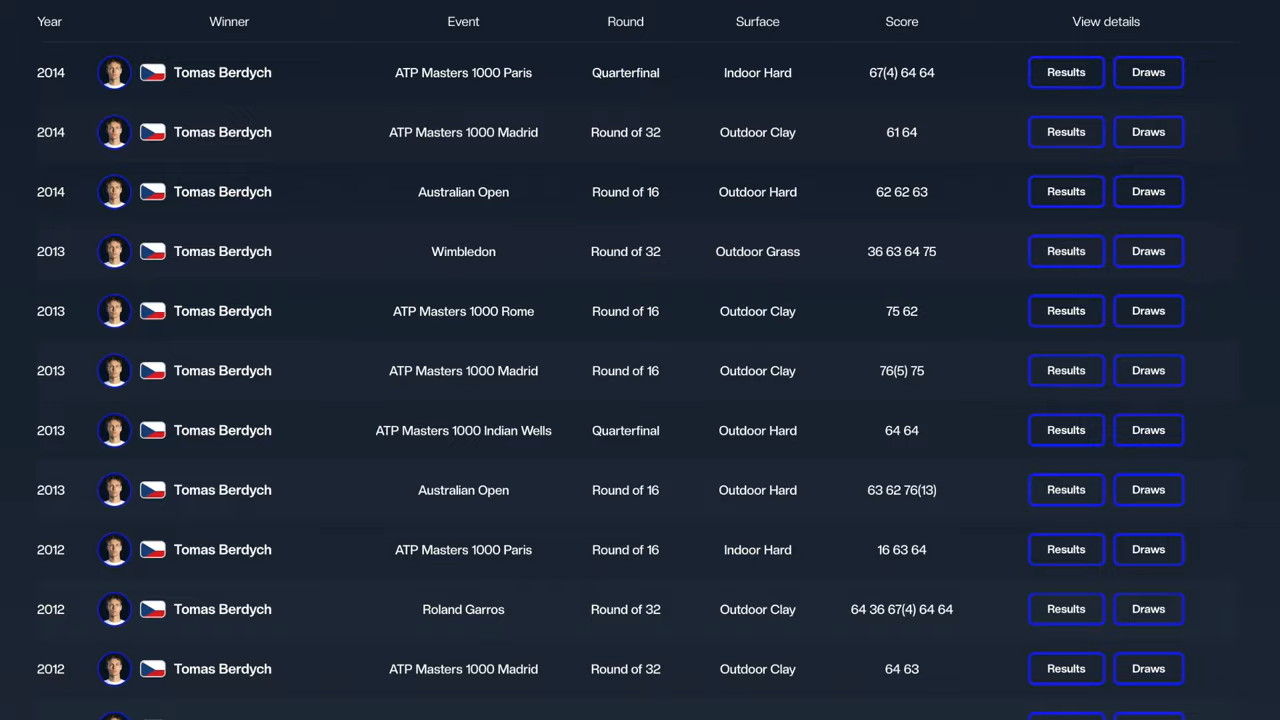 Year Winner Event Round Surface Score View details
2014 Tomas Berdych ATP Masters 1000 Paris Quarterfinal Indoor Hard 67(4) 64 64 Results Draws
2014 Tomas Berdych ATP Masters 1000 Madrid Round of 32 Outdoor Clay 61 64 Results Draws
2014 Tomas Berdych Australian Open Round of 16 Outdoor Hard 62 62 63 Results Draws
2013 Tomas Berdych Wimbledon Round of 32 Outdoor Grass 36 63 64 75 Results Draws
2013 Tomas Berdych ATP Masters 1000 Rome Round of 16 Outdoor Clay 75 62 Results Draws
2013 Tomas Berdych ATP Masters 1000 Madrid Round of 16 Outdoor Clay 76(5) 75 Results Draws
2013 Tomas Berdych ATP Masters 1000 Indian Wells Quarterfinal Outdoor Hard 64 64 Results Draws
2013 Tomas Berdych Australian Open Round of 16 Outdoor Hard 63 62 76(13) Results Draws
2012 Tomas Berdych ATP Masters 1000 Paris Round of 16 Indoor Hard 16 63 64 Results Draws
2012 Tomas Berdych Roland Garros Round of 32 Outdoor Clay 64 36 67(4) 64 64 Results Draws
2012 Tomas Berdych ATP Masters 1000 Madrid Round of 32 Outdoor Clay 64 63 Results Draws